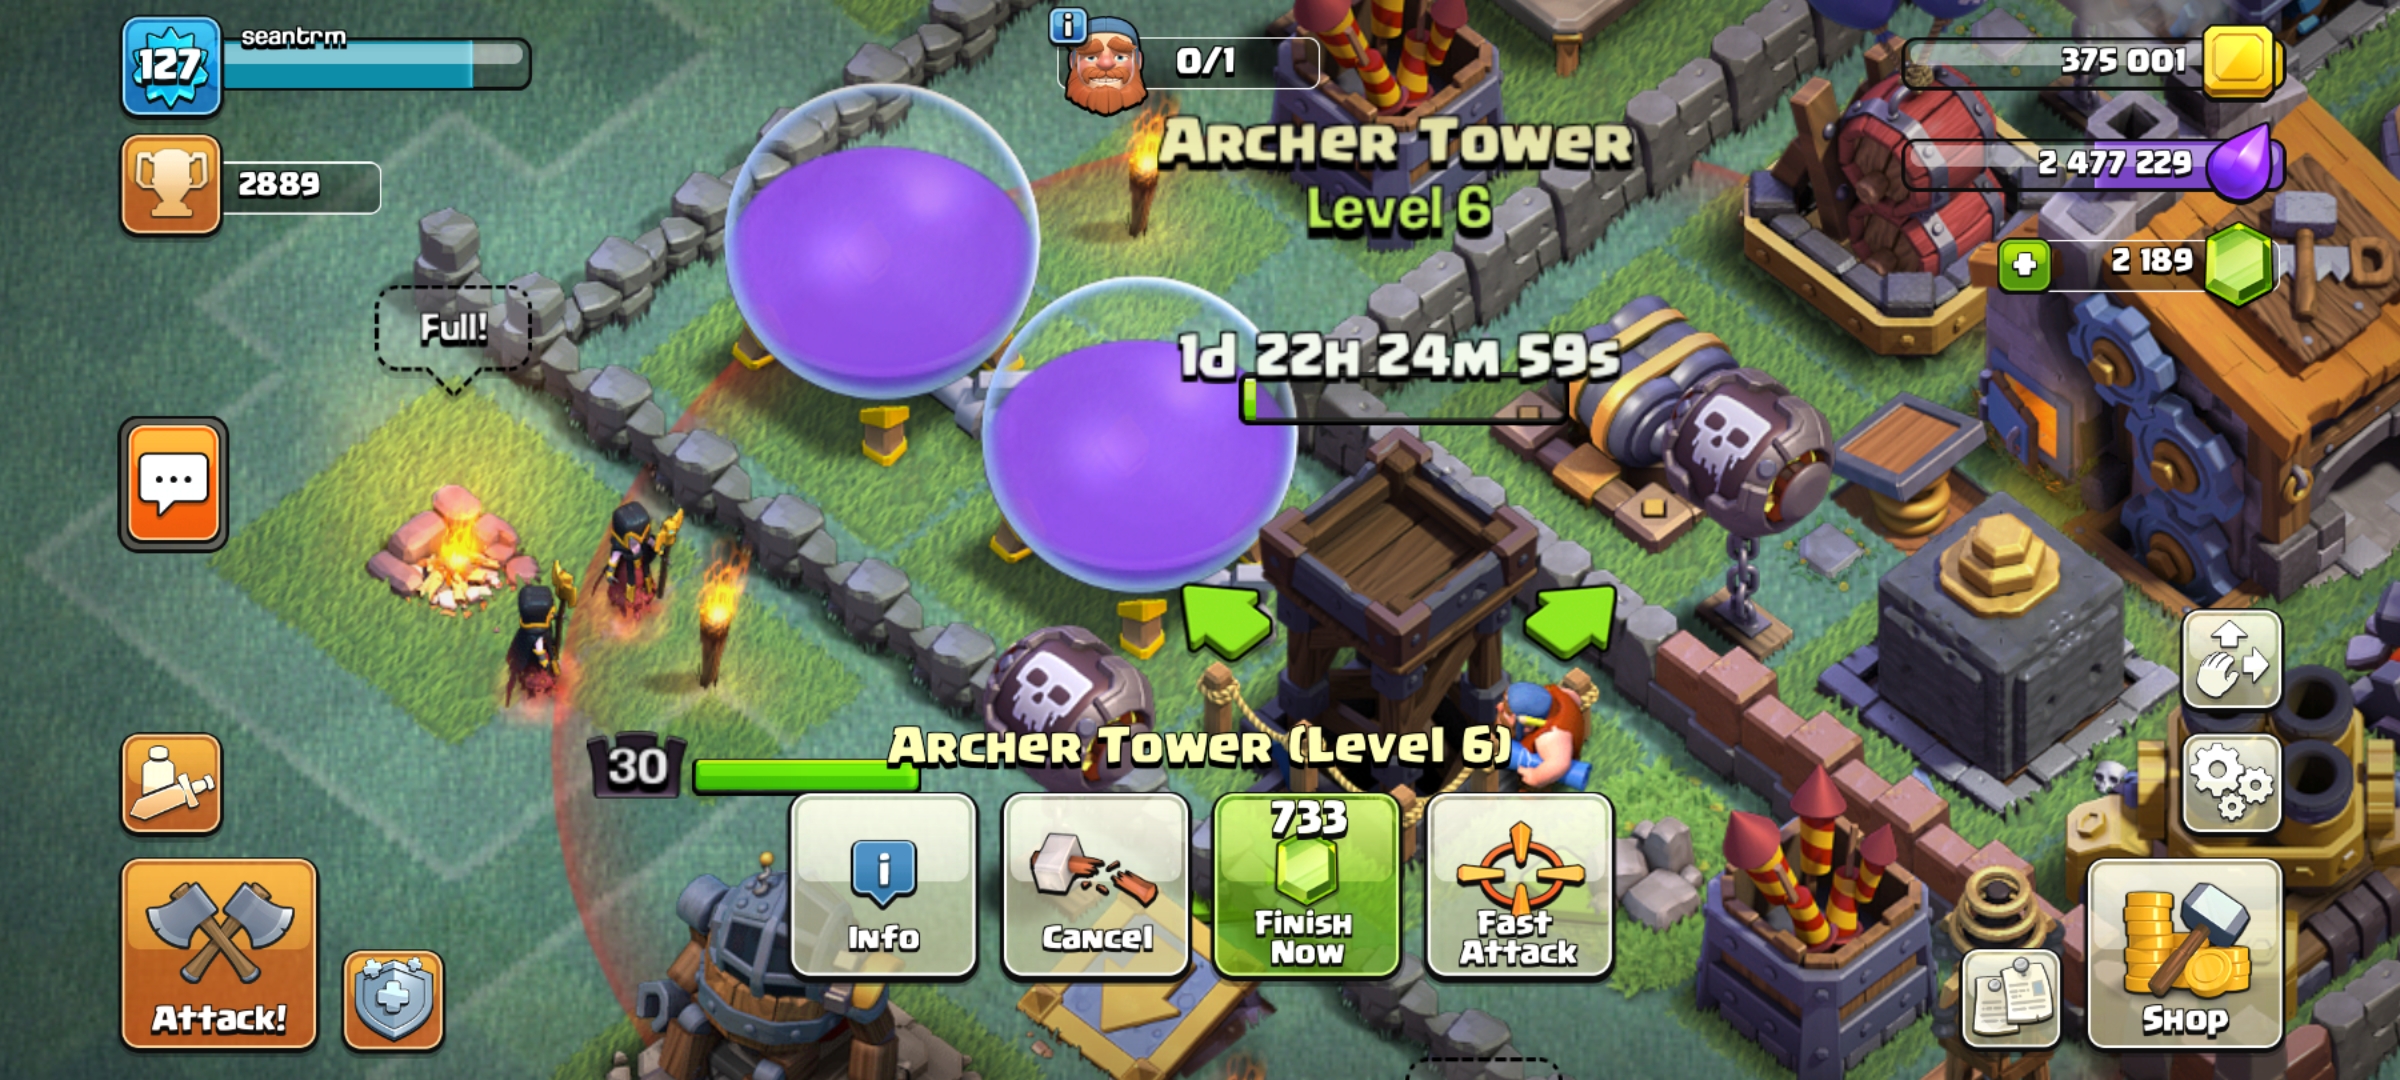 127
seantrm
0/1
375 001
2889
2 477 229
2 189
Archer Tower
Level 6
Full!
1d 22h 24m 59s
30
Archer Tower (Level 6)
Info
Cancel
733
Finish
Now
Fast
Attack
Attack!
Shop